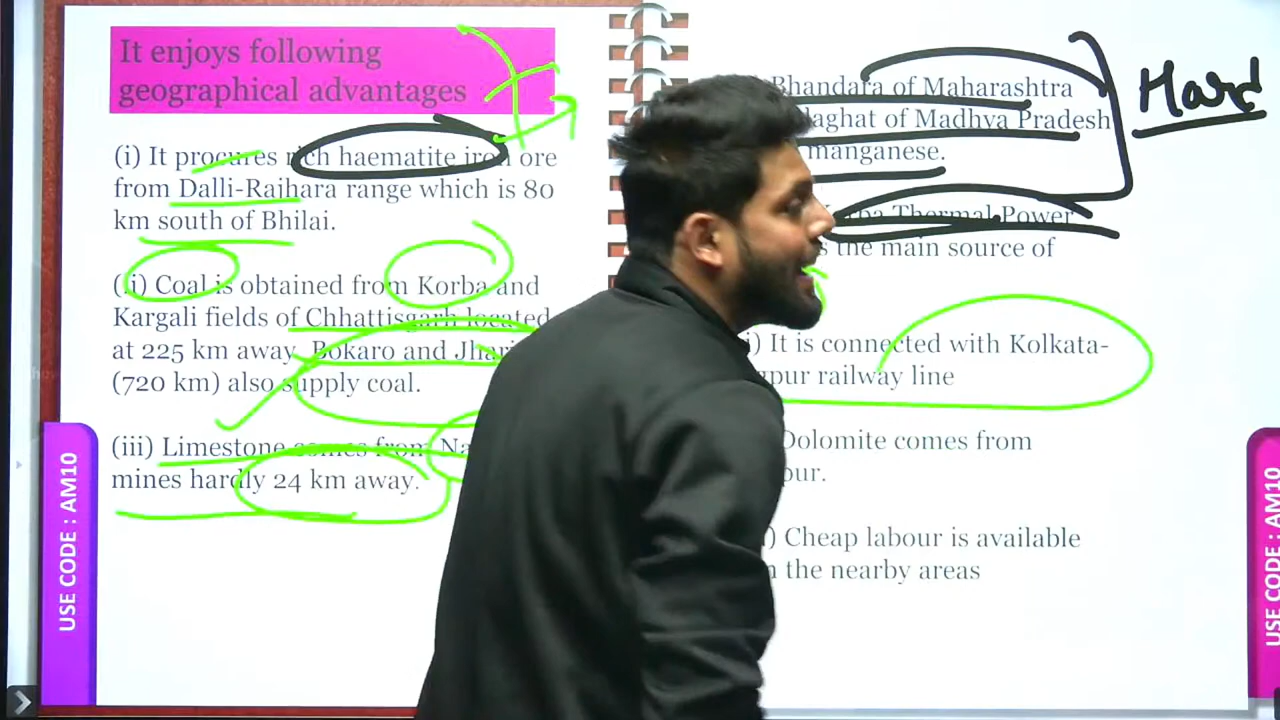 It enjoys following
geographical advantages
(i) It procures rich haematite iron ore
from Dalli-Rajhara range which is 80
km south of Bhilai.
(ii) Coal is obtained from Korba and
Kargali fields of Chhattisgarh located
at 225 km away. Bokaro and
(720 km) also supply coal.
(iii) Limestone comes from
mines hardly 24 km away.
Bhandara of Maharashtra
of Madhya Pradesh
manganese.
Thermal Power
the main source of
It is connected with Kolkata-
railway line
Dolomite comes from
Cheap labour is available
the nearby areas
Hard
USE CODE : AM10
USE CODE : AM10